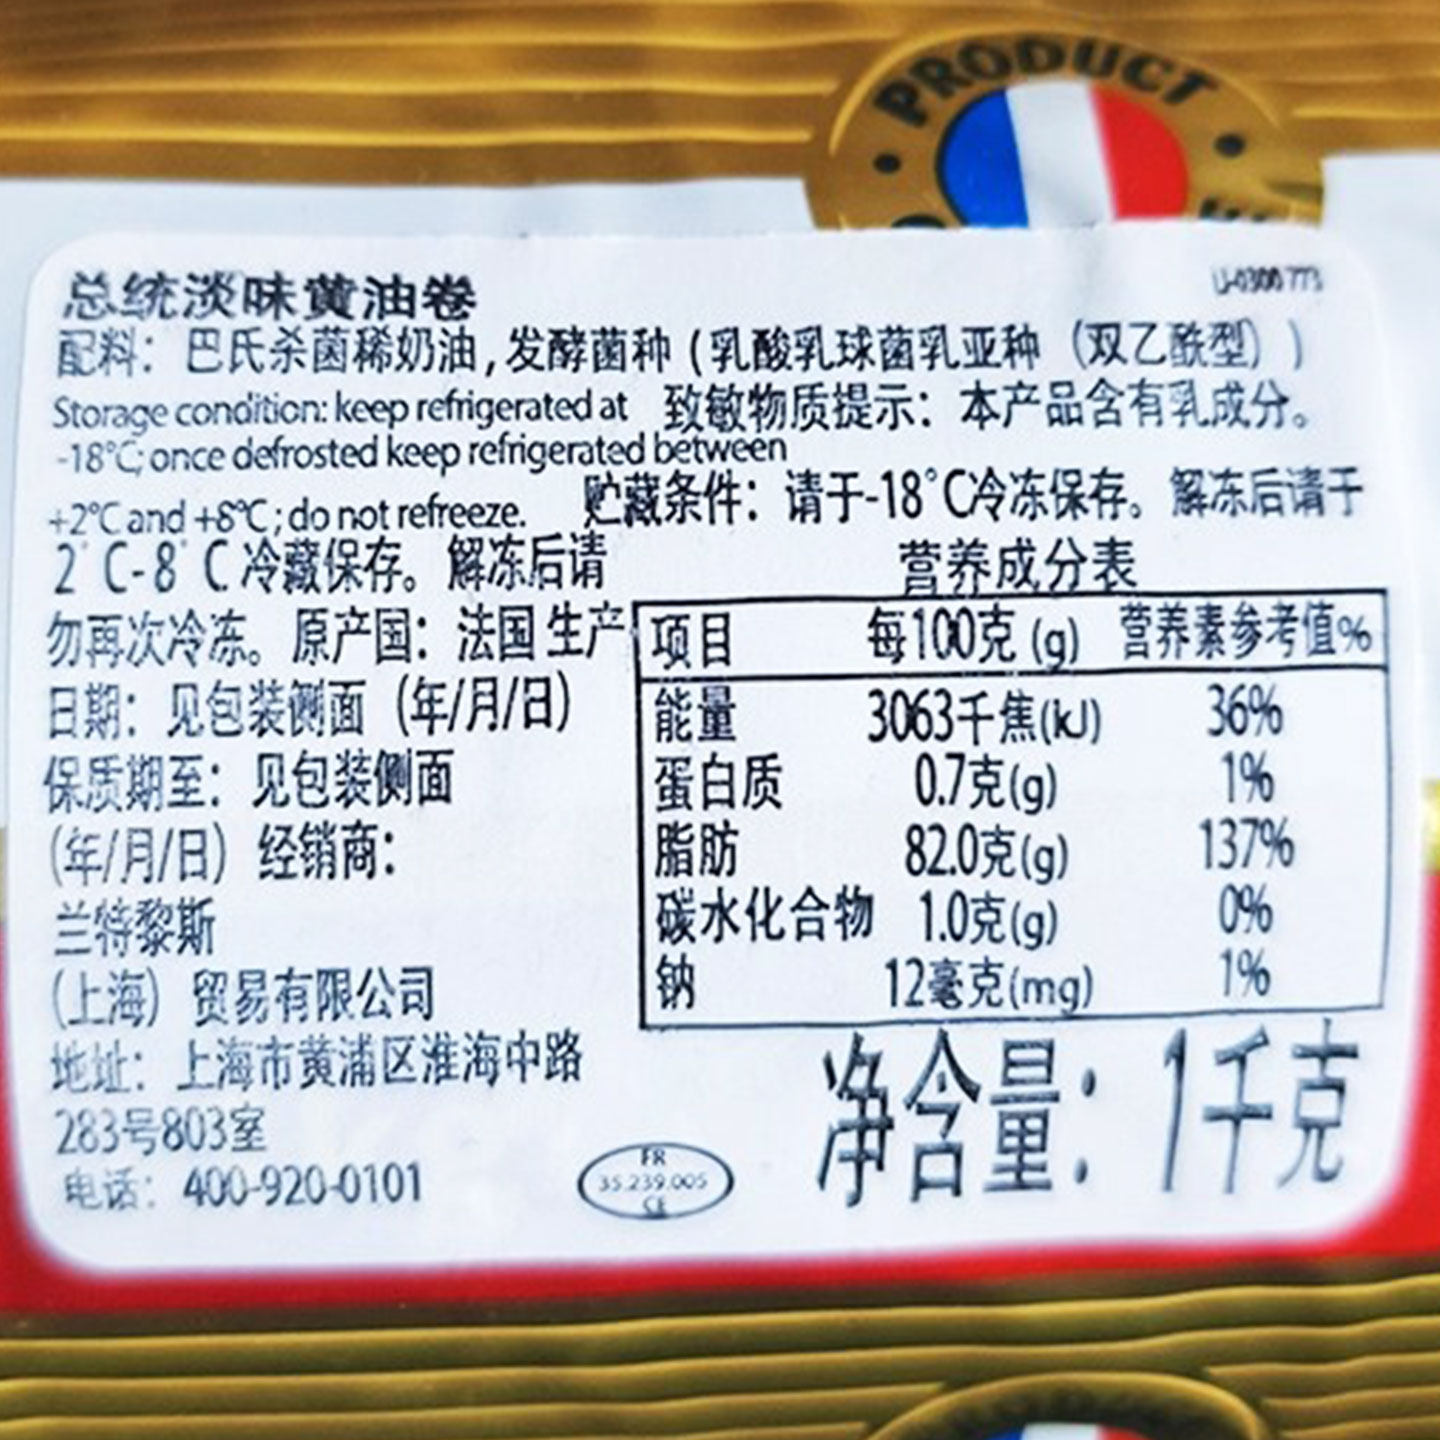 PRODUCT
总统淡味黄油卷
U-0300 773
配料：巴氏杀菌稀奶油,发酵菌种(乳酸乳球菌乳亚种（双乙酰型）)
Storage condition: keep refrigerated at 致敏物质提示：本产品含有乳成分。
-18°C; once defrosted keep refrigerated between
+2°C and +8°C; do not refreeze. 贮藏条件：请于-18°C冷冻保存。解冻后请于
2°C-8°C冷藏保存。解冻后请
勿再次冷冻。原产国：法国 生产
日期：见包装侧面（年/月/日）
保质期至：见包装侧面
(年/月/日）经销商：
兰特黎斯
(上海）贸易有限公司
地址：上海市黄浦区淮海中路
283号803室
电话：400-920-0101
营养成分表
项目 每100克 (g) 营养素参考值%
能量 3063千焦(kJ) 36%
蛋白质 0.7克(g) 1%
脂肪 82.0克(g) 137%
碳水化合物 1.0克(g) 0%
钠 12毫克(mg) 1%
净含量：1千克
FR
35.239.005
CE